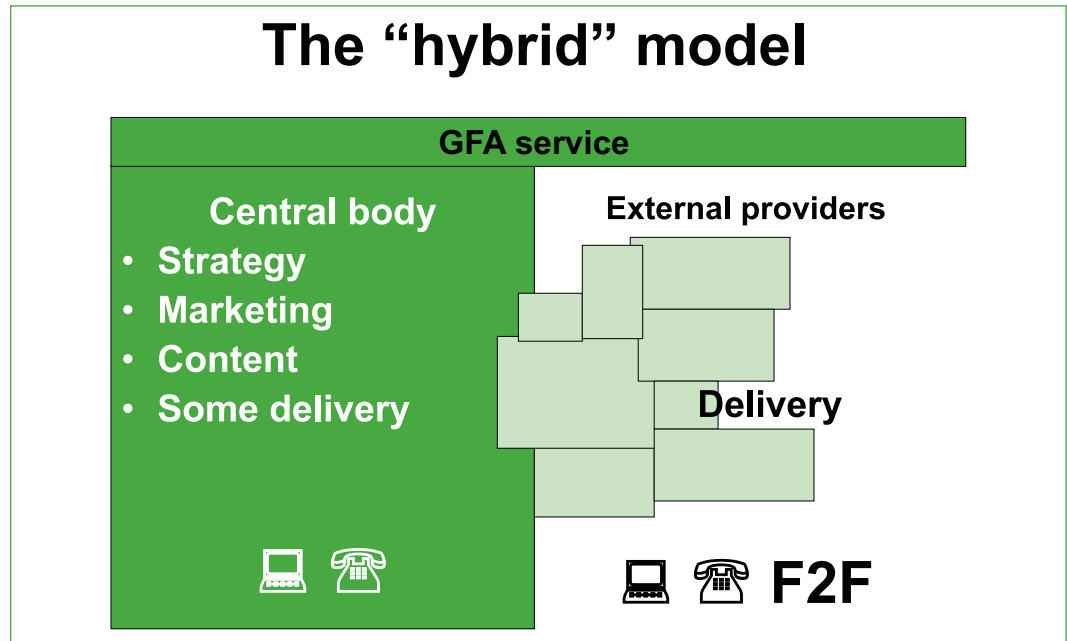 The “hybrid” model
GFA service
Central body
• Strategy
• Marketing
• Content
• Some delivery
External providers
Delivery
F2F